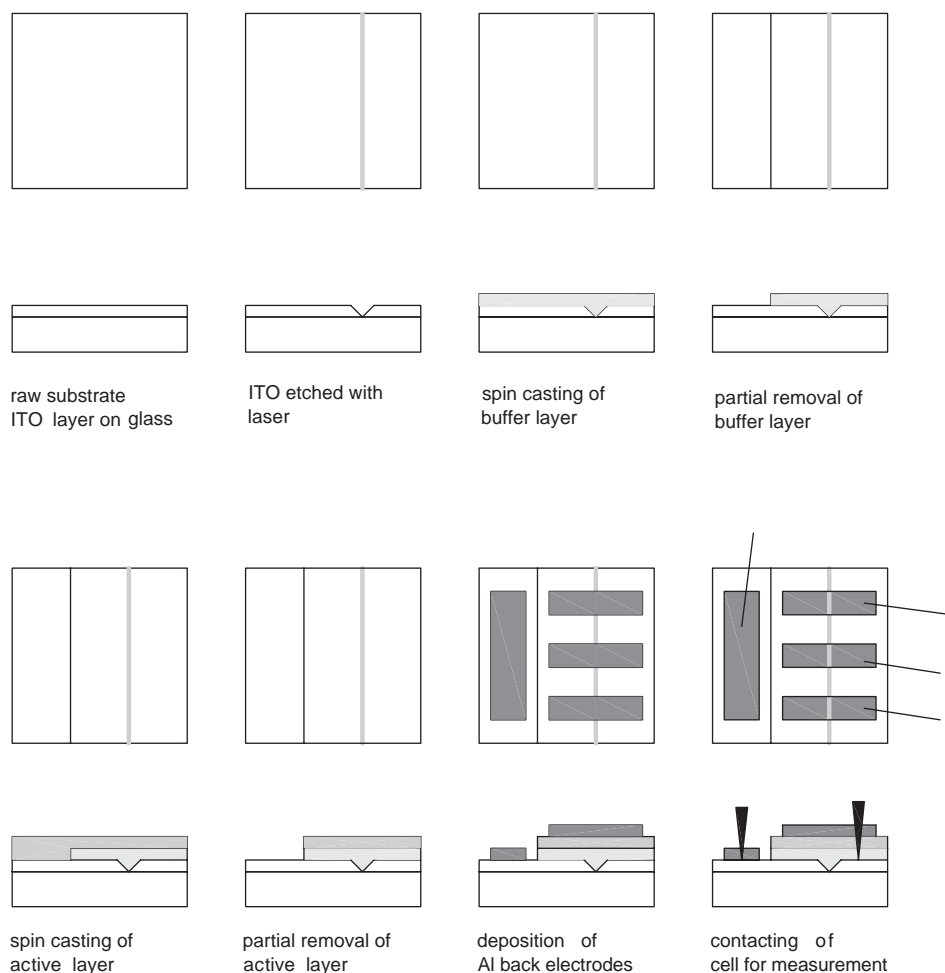 raw substrate
ITO layer on glass
ITO etched with
laser
spin casting of
buffer layer
partial removal of
buffer layer
spin casting of
active layer
partial removal of
active layer
deposition of
Al back electrodes
contacting of
cell for measurement